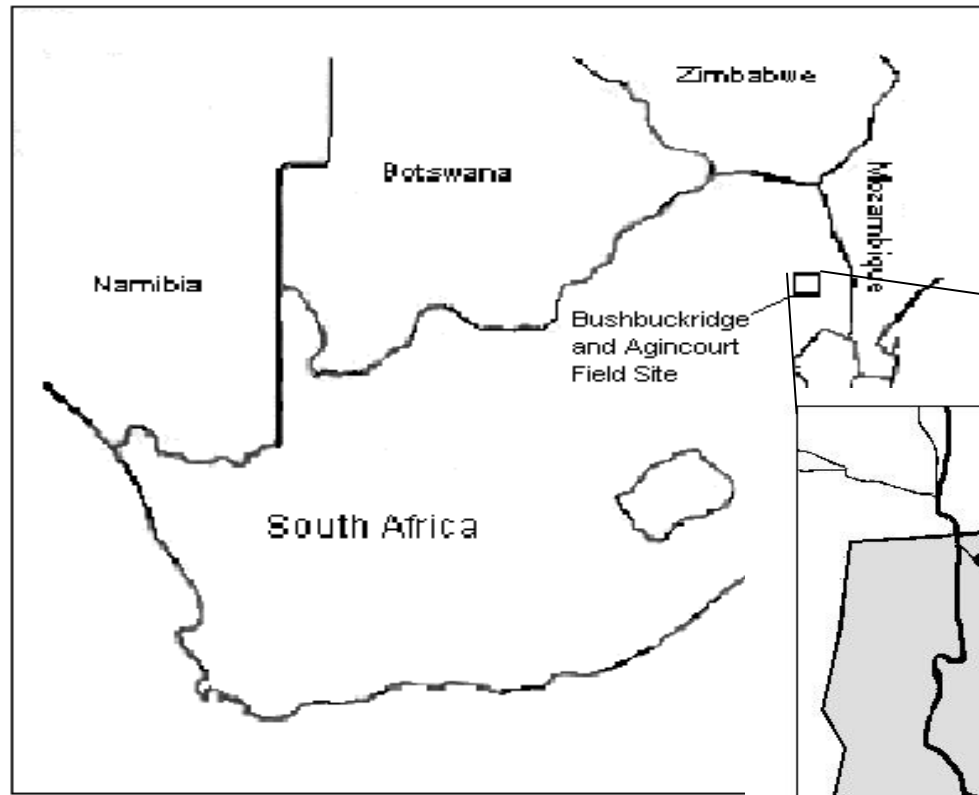 Zimbabwe
Botswana
Mozambique
Namibia
Bushbuckridge
and Agincourt
Field Site
South Africa